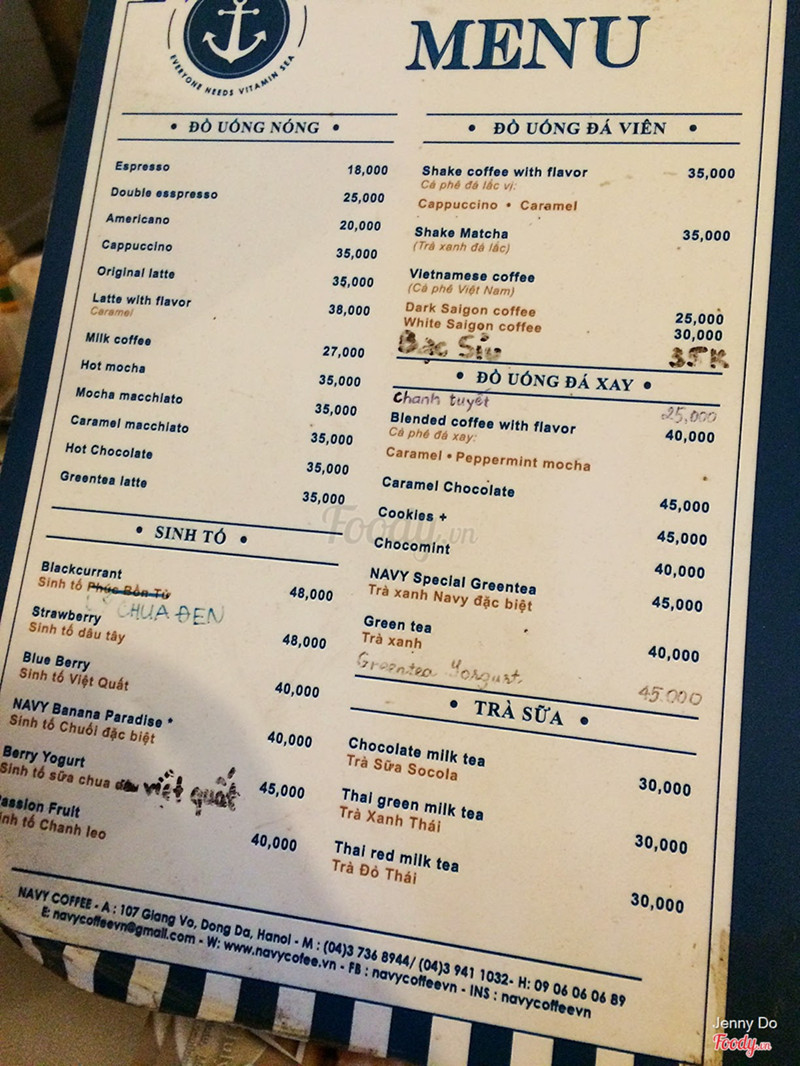 EVERYONE NEEDS VITAMIN SEA
MENU
• ĐỒ UỐNG NÓNG •
Espresso 18,000
Double esspresso 25,000
Americano 20,000
Cappuccino 35,000
Original latte 35,000
Latte with flavor 38,000
Caramel
Milk coffee 27,000
Hot mocha 35,000
Mocha macchiato 35,000
Caramel macchiato 35,000
Hot Chocolate 35,000
Greentea latte 35,000
• SINH TỐ •
Blackcurrant 48,000
Sinh tố Phúc Bồn Tử
CHUA ĐEN
Strawberry 48,000
Sinh tố dâu tây
Blue Berry 40,000
Sinh tố Việt Quất
NAVY Banana Paradise * 40,000
Sinh tố Chuối đặc biệt
Berry Yogurt 45,000
Sinh tố sữa chua dâu việt quất
Passion Fruit 40,000
Sinh tố Chanh leo
• ĐỒ UỐNG ĐÁ VIÊN •
Shake coffee with flavor 35,000
Cà phê đá lắc vị:
Cappuccino • Caramel
Shake Matcha 35,000
(Trà xanh đá lắc)
Vietnamese coffee
(Cà phê Việt Nam)
Dark Saigon coffee 25,000
White Saigon coffee 30,000
Bạc Sỉu 35K
• ĐỒ UỐNG ĐÁ XAY •
Chanh tuyết 25,000
Blended coffee with flavor 40,000
Cà phê đá xay:
Caramel • Peppermint mocha
Caramel Chocolate 45,000
Cookies + 45,000
Chocomint 40,000
NAVY Special Greentea 45,000
Trà xanh Navy đặc biệt
Green tea 40,000
Trà xanh
Greentea Yorgurt. 45.000
• TRÀ SỮA •
Chocolate milk tea 30,000
Trà Sữa Socola
Thai green milk tea 30,000
Trà Xanh Thái
Thai red milk tea 30,000
Trà Đỏ Thái
NAVY COFFEE - A : 107 Giang Vo, Dong Da, Hanoi - M : (04)3 736 8944/ (04)3 941 1032- H: 09 06 06 06 89
E: navycoffeevn@gmail.com - W: www.navycofee.vn - FB : navycoffeevn - INS : navycoffeevn
Foody.vn
Jenny Do
Foody.vn